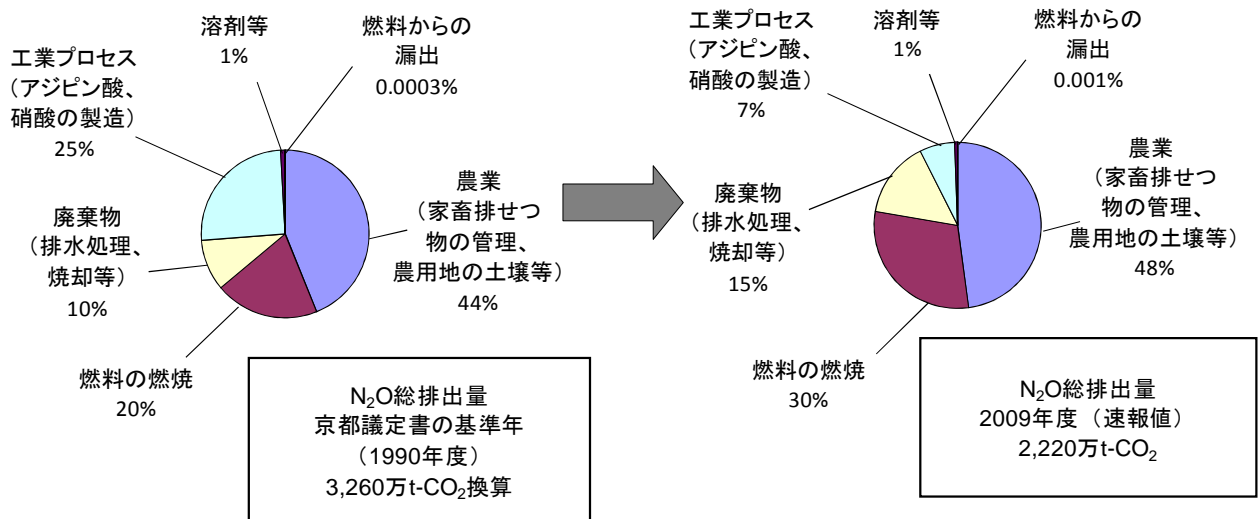 溶剤等
1%
燃料からの
漏出
0.0003%
工業プロセス
（アジピン酸、
硝酸の製造）
25%
農業
（家畜排せつ
物の管理、
農用地の土壌等）
44%
廃棄物
（排水処理、
焼却等）
10%
燃料の燃焼
20%
N₂O総排出量
京都議定書の基準年
（1990年度）
3,260万t-CO₂換算
溶剤等
1%
燃料からの
漏出
0.001%
工業プロセス
（アジピン酸、
硝酸の製造）
7%
農業
（家畜排せつ
物の管理、
農用地の土壌等）
48%
廃棄物
（排水処理、
焼却等）
15%
燃料の燃焼
30%
N₂O総排出量
2009年度（速報値）
2,220万t-CO₂